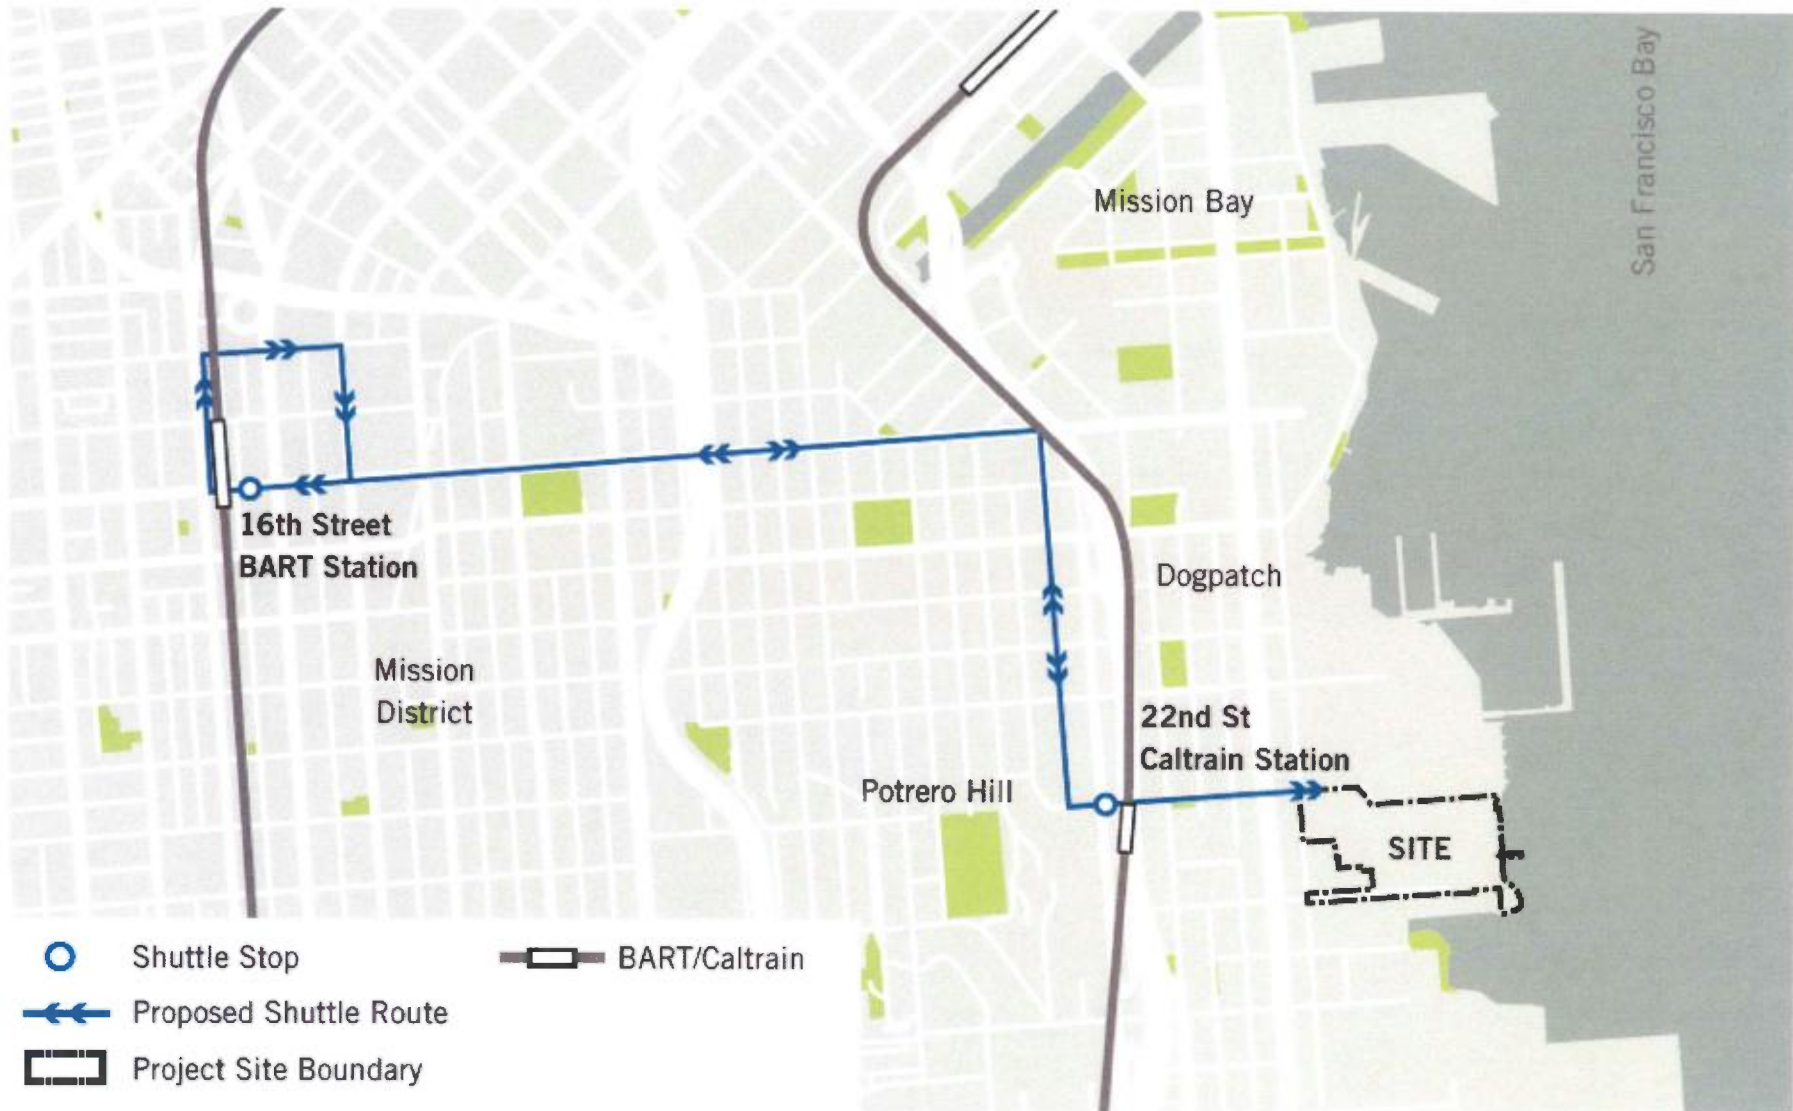 San Francisco Bay
Mission Bay
16th Street
BART Station
Dogpatch
Mission
District
22nd St
Caltrain Station
Potrero Hill
SITE
Shuttle Stop
BART/Caltrain
Proposed Shuttle Route
Project Site Boundary